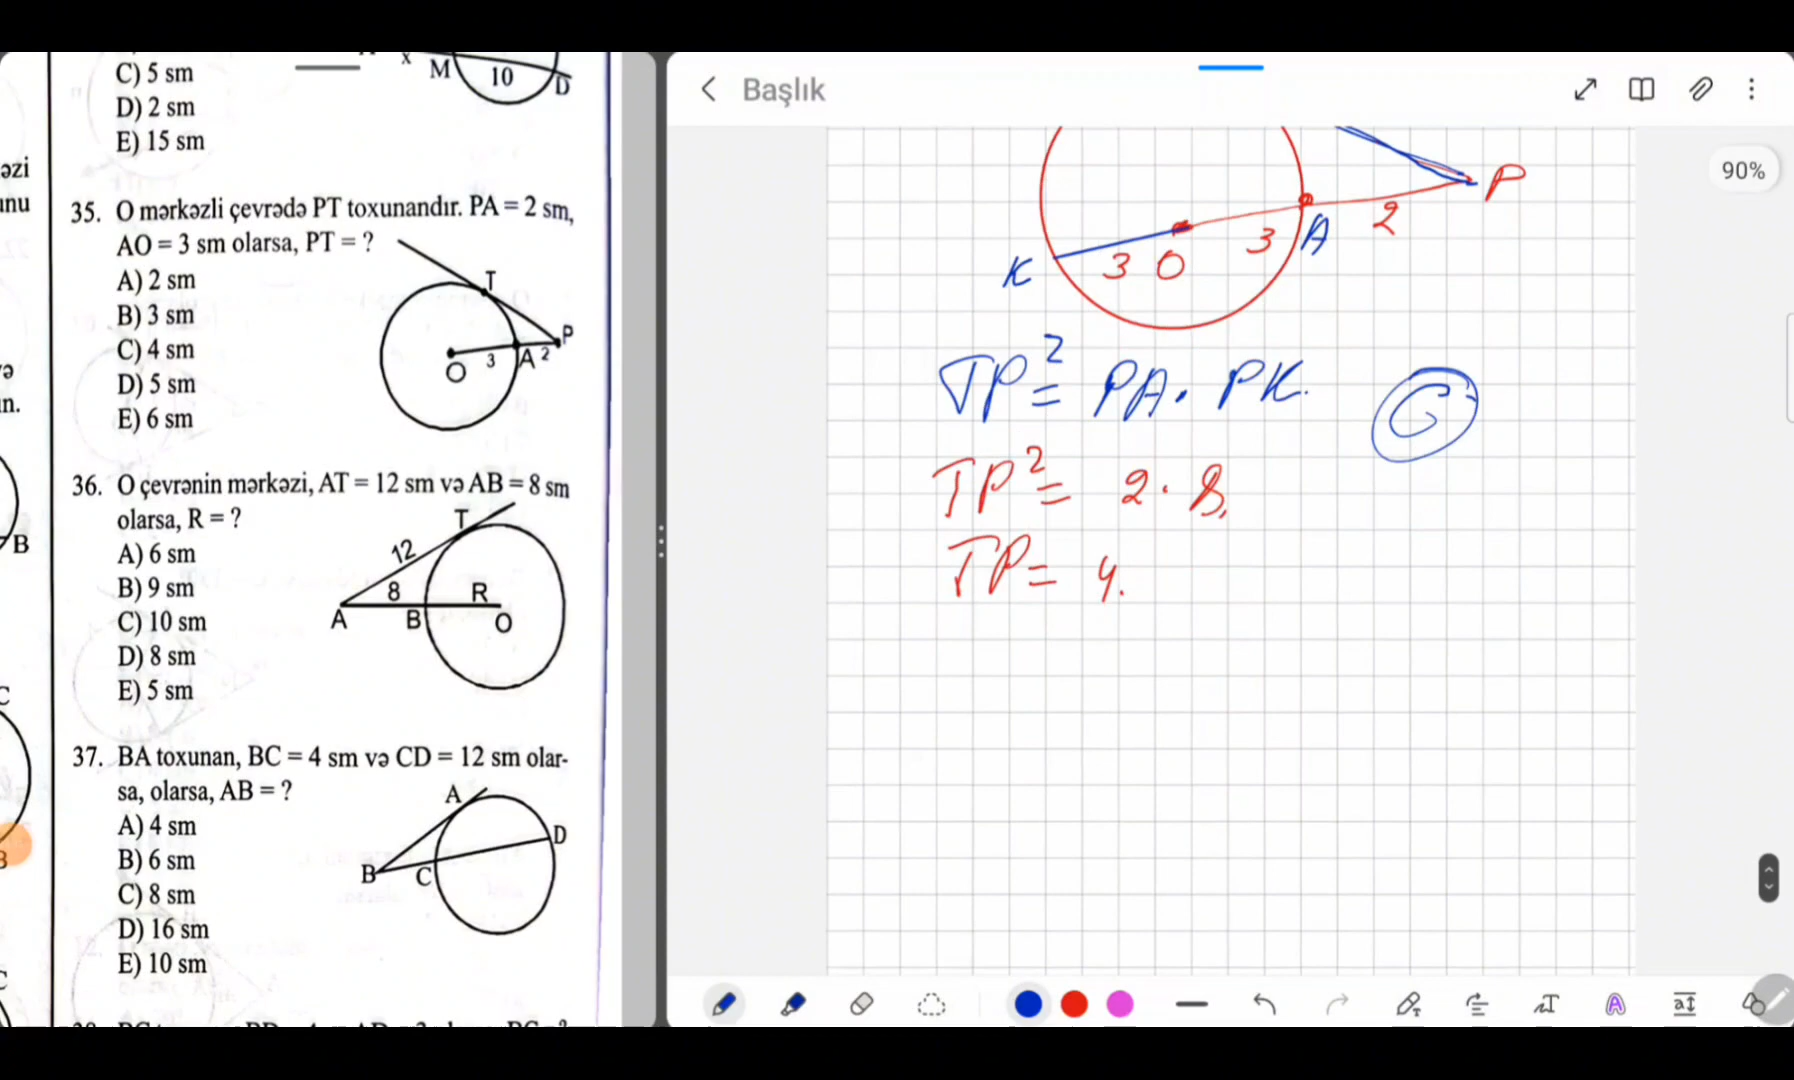 C) 5 sm
D) 2 sm
E) 15 sm
x M 10 D
əzi
unu
n.
B
C
35. O mərkəzli çevrədə PT toxunandır. PA = 2 sm,
AO = 3 sm olarsa, PT = ?
A) 2 sm
B) 3 sm
C) 4 sm
D) 5 sm
E) 6 sm
T
P
O 3 A 2
36. O çevrənin mərkəzi, AT = 12 sm və AB = 8 sm
olarsa, R = ?
A) 6 sm
B) 9 sm
C) 10 sm
D) 8 sm
E) 5 sm
T
12
8 R
A B O
37. BA toxunan, BC = 4 sm və CD = 12 sm olar-
sa, olarsa, AB = ?
A) 4 sm
B) 6 sm
C) 8 sm
D) 16 sm
E) 10 sm
A
D
B C
Başlık
90%
P
2
A
3
K 3 O
TP² = PA · PK.
C
TP² = 2 · 8,
TP = 4.